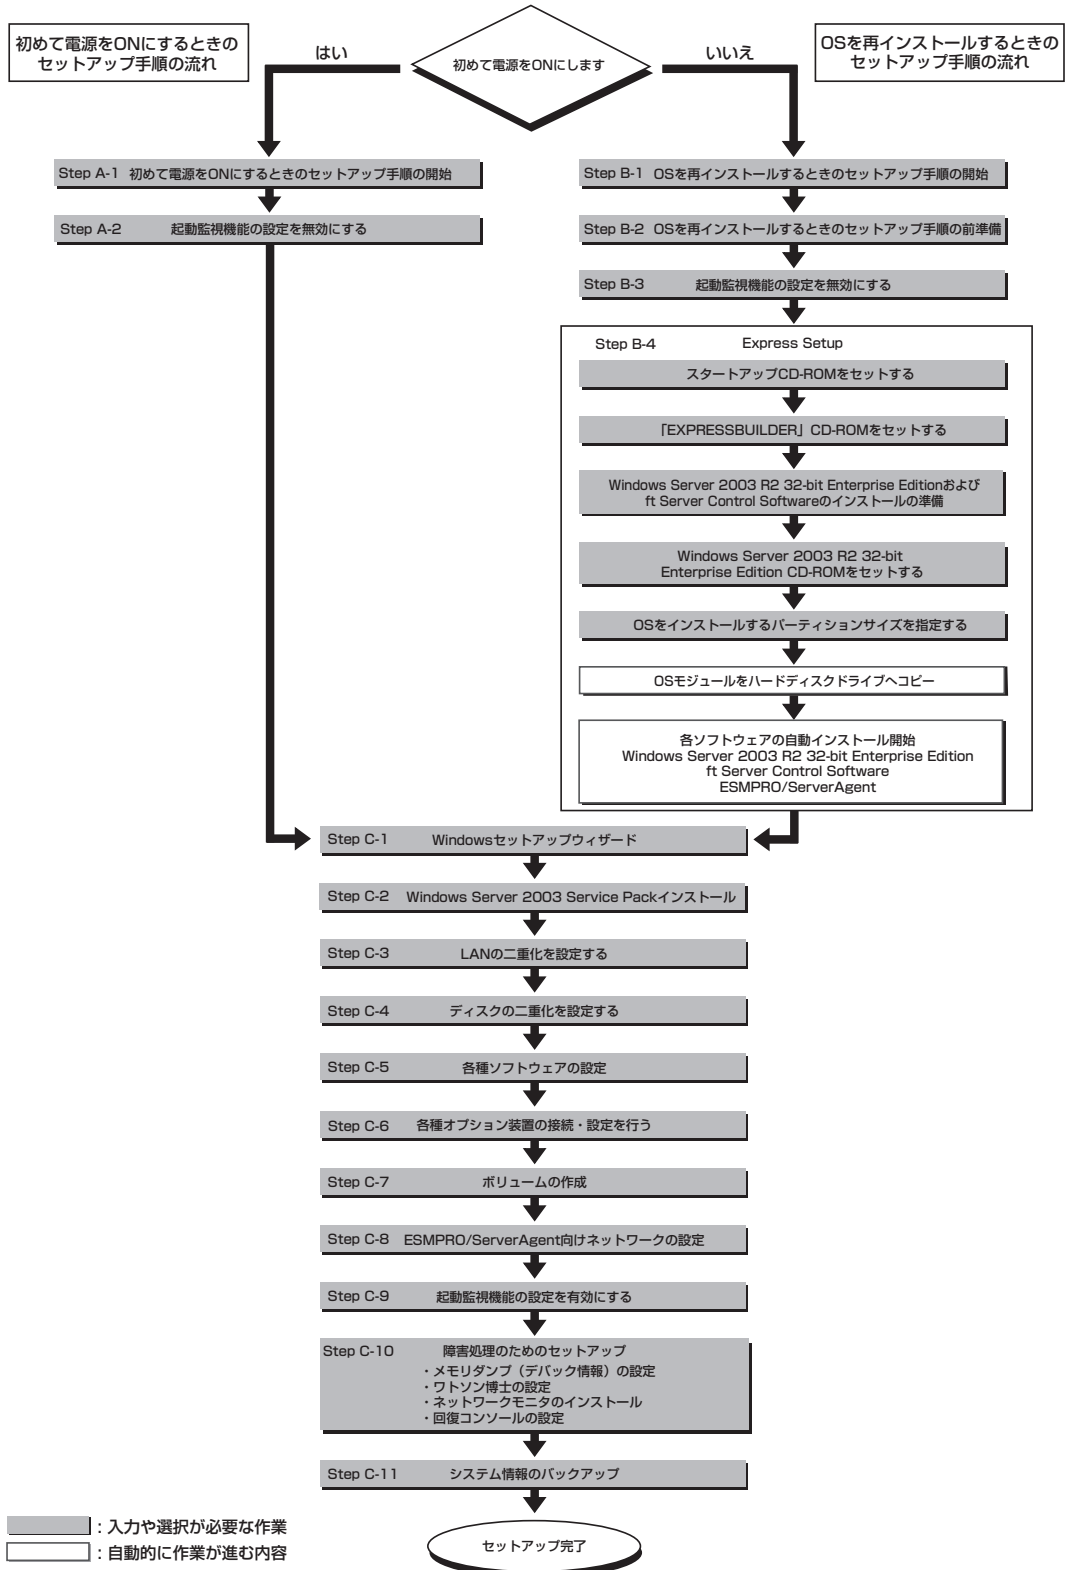 初めて電源をONにするときの
セットアップ手順の流れ
はい
初めて電源をONにします
いいえ
OSを再インストールするときの
セットアップ手順の流れ
Step A-1 初めて電源をONにするときのセットアップ手順の開始
Step A-2 起動監視機能の設定を無効にする
Step B-1 OSを再インストールするときのセットアップ手順の開始
Step B-2 OSを再インストールするときのセットアップ手順の前準備
Step B-3 起動監視機能の設定を無効にする
Step B-4 Express Setup
スタートアップCD-ROMをセットする
「EXPRESSBUILDER」CD-ROMをセットする
Windows Server 2003 R2 32-bit Enterprise Editionおよび
ft Server Control Softwareのインストールの準備
Windows Server 2003 R2 32-bit
Enterprise Edition CD-ROMをセットする
OSをインストールするパーティションサイズを指定する
OSモジュールをハードディスクドライブへコピー
各ソフトウェアの自動インストール開始
Windows Server 2003 R2 32-bit Enterprise Edition
ft Server Control Software
ESMPRO/ServerAgent
Step C-1 Windowsセットアップウィザード
Step C-2 Windows Server 2003 Service Packインストール
Step C-3 LANの二重化を設定する
Step C-4 ディスクの二重化を設定する
Step C-5 各種ソフトウェアの設定
Step C-6 各種オプション装置の接続・設定を行う
Step C-7 ボリュームの作成
Step C-8 ESMPRO/ServerAgent向けネットワークの設定
Step C-9 起動監視機能の設定を有効にする
Step C-10 障害処理のためのセットアップ
・メモリダンプ（デバック情報）の設定
・ワトソン博士の設定
・ネットワークモニタのインストール
・回復コンソールの設定
Step C-11 システム情報のバックアップ
セットアップ完了
：入力や選択が必要な作業
：自動的に作業が進む内容